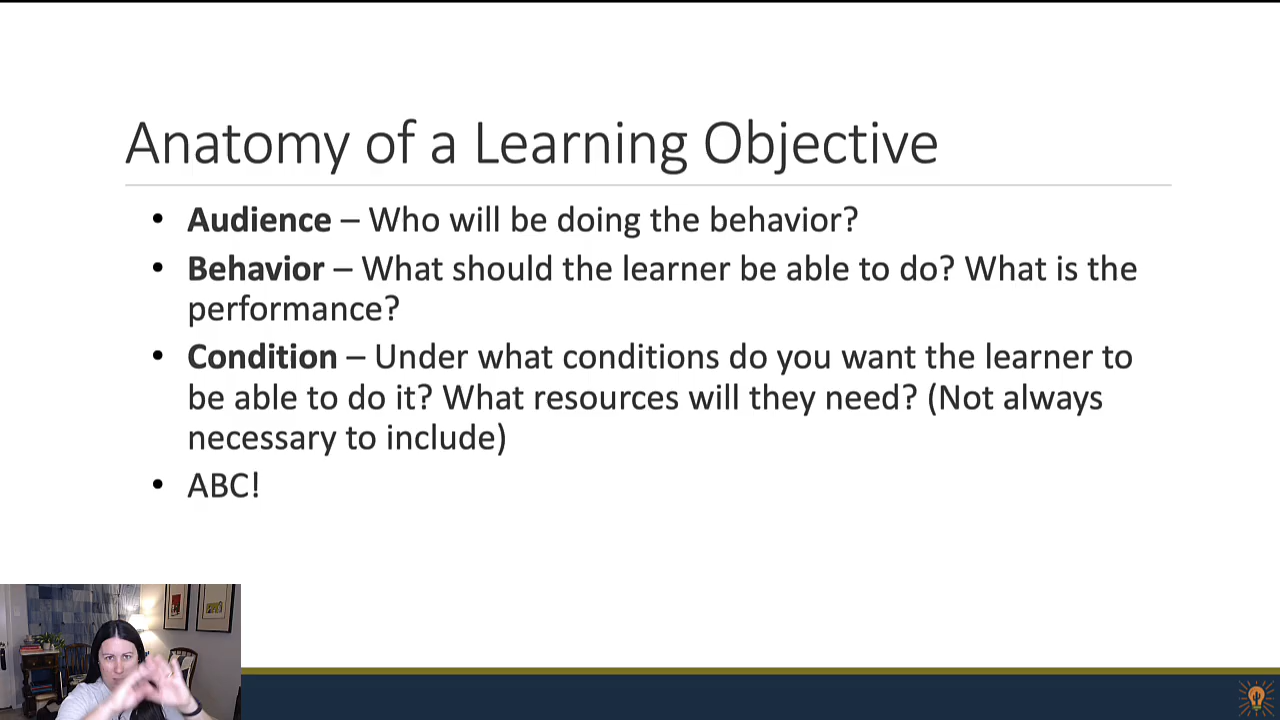 Anatomy of a Learning Objective
• Audience – Who will be doing the behavior?
• Behavior – What should the learner be able to do? What is the
performance?
• Condition – Under what conditions do you want the learner to
be able to do it? What resources will they need? (Not always
necessary to include)
• ABC!